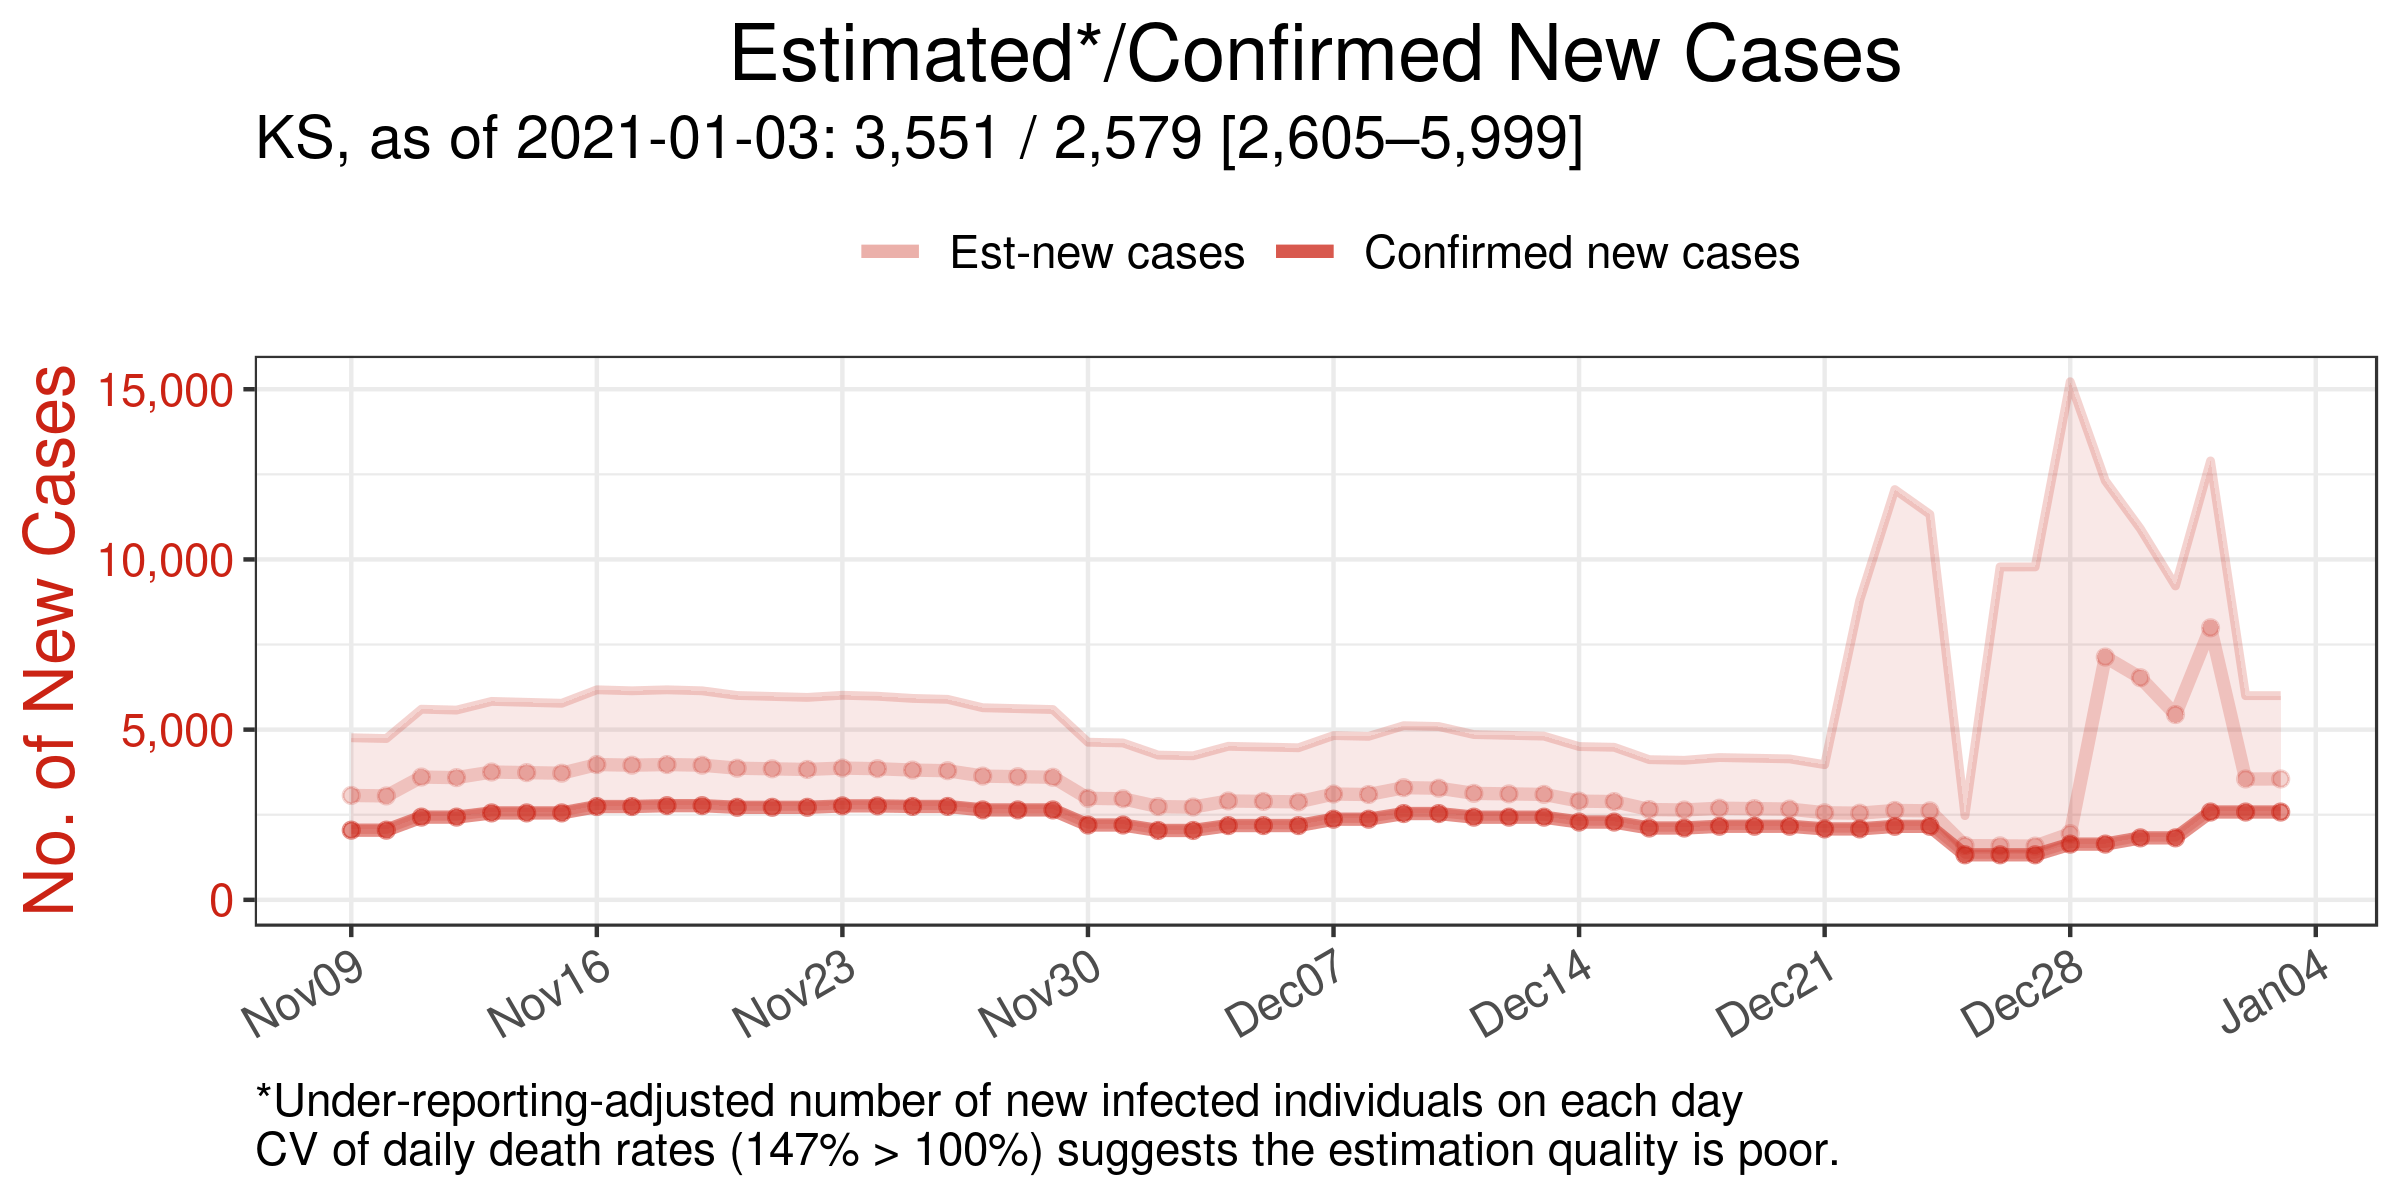 Estimated*/Confirmed New Cases
KS, as of 2021-01-03: 3,551 / 2,579 [2,605–5,999]
Est-new cases
Confirmed new cases
No. of New Cases
15,000
10,000
5,000
0
Nov09
Nov16
Nov23
Nov30
Dec07
Dec14
Dec21
Dec28
Jan04
*Under-reporting-adjusted number of new infected individuals on each day
CV of daily death rates (147% > 100%) suggests the estimation quality is poor.